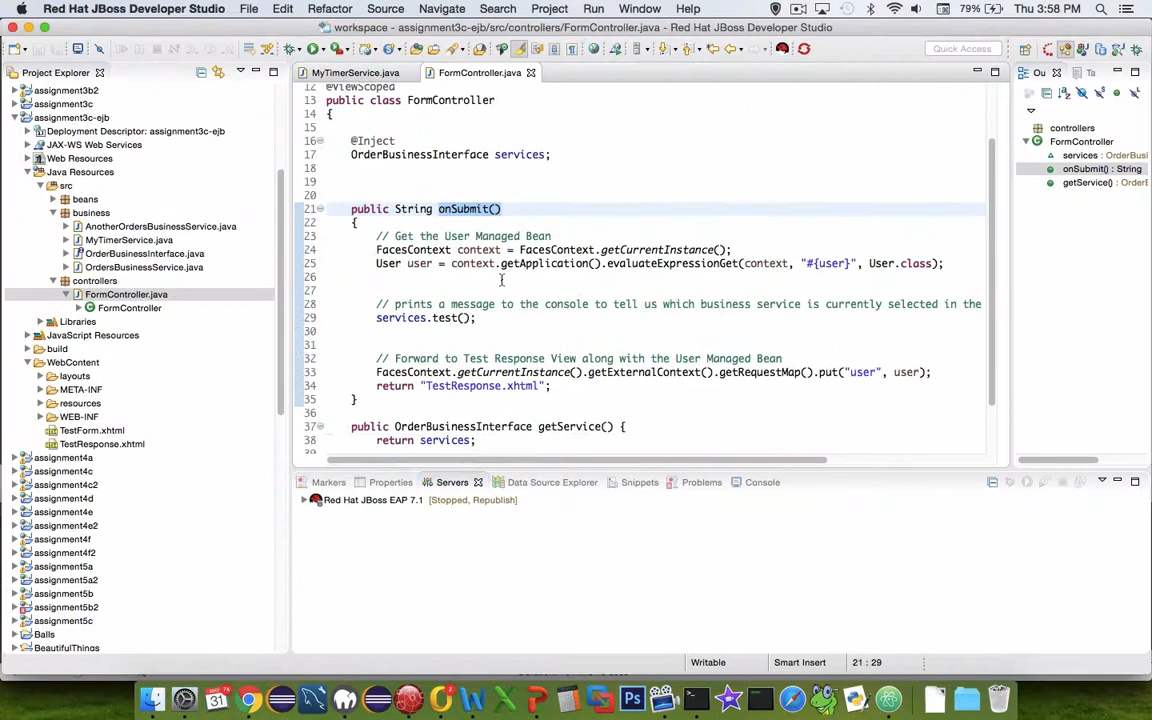 Red Hat JBoss Developer Studio File Edit Refactor Source Navigate Search Project Run Window Help 79% Thu 3:58 PM
workspace - assignment3c-ejb/src/controllers/FormController.java - Red Hat JBoss Developer Studio
Quick Access
Project Explorer
assignment3b2
assignment3c
assignment3c-ejb
Deployment Descriptor: assignment3c-ejb
JAX-WS Web Services
Web Resources
Java Resources
src
beans
business
AnotherOrdersBusinessService.java
MyTimerService.java
OrderBusinessInterface.java
OrdersBusinessService.java
controllers
FormController.java
FormController
Libraries
JavaScript Resources
build
WebContent
layouts
META-INF
resources
WEB-INF
TestForm.xhtml
TestResponse.xhtml
assignment4a
assignment4c
assignment4c2
assignment4d
assignment4e
assignment4e2
assignment4f
assignment4f2
assignment5a
assignment5a2
assignment5b
assignment5b2
assignment5c
Balls
BeautifulThings
MyTimerService.java FormController.java
12 @ViewScoped
13 public class FormController
14 {
15
16 @Inject
17 OrderBusinessInterface services;
18
19
20
21 public String onSubmit()
22 {
23 // Get the User Managed Bean
24 FacesContext context = FacesContext.getCurrentInstance();
25 User user = context.getApplication().evaluateExpressionGet(context, "#{user}", User.class);
26
27
28 // prints a message to the console to tell us which business service is currently selected in the
29 services.test();
30
31
32 // Forward to Test Response View along with the User Managed Bean
33 FacesContext.getCurrentInstance().getExternalContext().getRequestMap().put("user", user);
34 return "TestResponse.xhtml";
35 }
36
37 public OrderBusinessInterface getService() {
38 return services;
Ou Ta
controllers
FormController
services : OrderBusi
onSubmit() : String
getService() : OrderE
Markers Properties Servers Data Source Explorer Snippets Problems Console
Red Hat JBoss EAP 7.1 [Stopped, Republish]
Writable Smart Insert 21 : 29